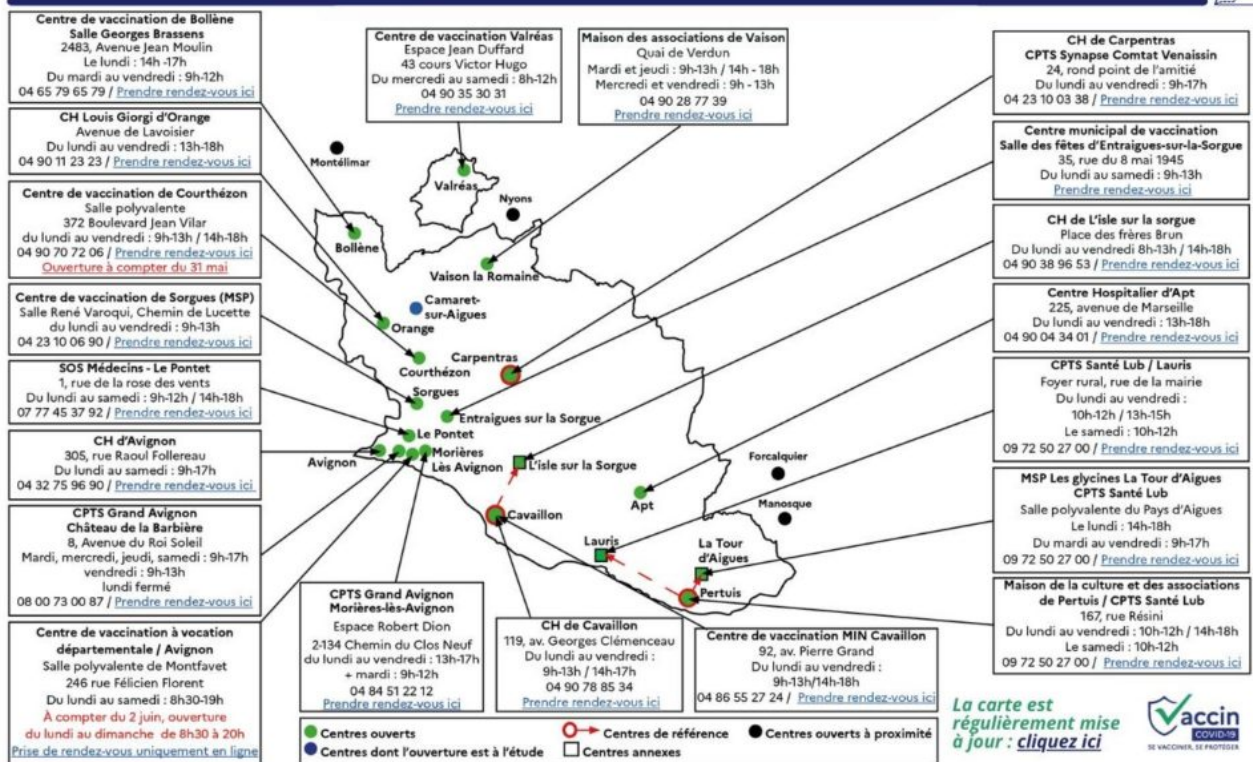 Centre de vaccination de Bollène
Salle Georges Brassens
2483, Avenue Jean Moulin
Le lundi : 14h -17h
Du mardi au vendredi : 9h-12h
04 65 79 65 79 / Prendre rendez-vous ici
CH Louis Giorgi d'Orange
Avenue de Lavoisier
Du lundi au vendredi : 13h-18h
04 90 11 23 23 / Prendre rendez-vous ici
Centre de vaccination de Courthézon
Salle polyvalente
372 Boulevard Jean Vilar
du lundi au vendredi : 9h-13h / 14h-18h
04 90 70 72 06 / Prendre rendez-vous ici
Ouverture à compter du 31 mai
Centre de vaccination de Sorgues (MSP)
Salle René Varoqui, Chemin de Lucette
du lundi au vendredi : 9h-13h
04 23 10 06 90 / Prendre rendez-vous ici
SOS Médecins - Le Pontet
1, rue de la rose des vents
Du lundi au samedi : 9h-12h / 14h-18h
07 77 45 37 92 / Prendre rendez-vous ici
CH d'Avignon
305, rue Raoul Follereau
Du lundi au samedi : 9h-17h
04 32 75 96 90 / Prendre rendez-vous ici
CPTS Grand Avignon
Château de la Barbière
8, Avenue du Roi Soleil
Mardi, mercredi, jeudi, samedi : 9h-17h
vendredi : 9h-13h
lundi fermé
08 00 73 00 87 / Prendre rendez-vous ici
Centre de vaccination à vocation
départementale / Avignon
Salle polyvalente de Montfavet
246 rue Félicien Florent
Du lundi au samedi : 8h30-19h
À compter du 2 juin, ouverture
du lundi au dimanche de 8h30 à 20h
Prise de rendez-vous uniquement en ligne
Centre de vaccination Valréas
Espace Jean Duffard
43 cours Victor Hugo
Du mercredi au samedi : 8h-12h
04 90 35 30 31
Prendre rendez-vous ici
Maison des associations de Vaison
Quai de Verdun
Mardi et jeudi : 9h-13h / 14h - 18h
Mercredi et vendredi : 9h - 13h
04 90 28 77 39
Prendre rendez-vous ici
Montélimar
Valréas
Nyons
Bollène
Vaison la Romaine
Camaret-
sur-Aigues
Orange
Carpentras
Courthézon
Sorgues
Entraigues sur la Sorgue
Le Pontet
Avignon
Morières
Lès Avignon
L'isle sur la Sorgue
Forcalquier
Apt
Manosque
Cavaillon
Lauris
La Tour
d'Aigues
Pertuis
CPTS Grand Avignon
Morières-lès-Avignon
Espace Robert Dion
2-134 Chemin du Clos Neuf
du lundi au vendredi : 13h-17h
+ mardi : 9h-12h
04 84 51 22 12
Prendre rendez-vous ici
CH de Cavaillon
119, av. Georges Clémenceau
Du lundi au vendredi :
9h-13h / 14h-17h
04 90 78 85 34
Prendre rendez-vous ici
Centre de vaccination MIN Cavaillon
92, av. Pierre Grand
Du lundi au vendredi :
9h-13h/14h-18h
04 86 55 27 24 / Prendre rendez-vous ici
CH de Carpentras
CPTS Synapse Comtat Venaissin
24, rond point de l'amitié
Du lundi au vendredi : 9h-17h
04 23 10 03 38 / Prendre rendez-vous ici
Centre municipal de vaccination
Salle des fêtes d'Entraigues-sur-la-Sorgue
35, rue du 8 mai 1945
Du lundi au samedi : 9h-13h
Prendre rendez-vous ici
CH de L'isle sur la sorgue
Place des frères Brun
Du lundi au vendredi 8h-13h / 14h-18h
04 90 38 96 53 / Prendre rendez-vous ici
Centre Hospitalier d'Apt
225, avenue de Marseille
Du lundi au vendredi : 13h-18h
04 90 04 34 01 / Prendre rendez-vous ici
CPTS Santé Lub / Lauris
Foyer rural, rue de la mairie
Du lundi au vendredi :
10h-12h / 13h-15h
Le samedi : 10h-12h
09 72 50 27 00 / Prendre rendez-vous ici
MSP Les glycines La Tour d'Aigues
CPTS Santé Lub
Salle polyvalente du Pays d'Aigues
Le lundi : 14h-18h
Du mardi au vendredi : 9h-17h
09 72 50 27 00 / Prendre rendez-vous ici
Maison de la culture et des associations
de Pertuis / CPTS Santé Lub
167, rue Résini
Du lundi au vendredi : 10h-12h / 14h-18h
Le samedi : 10h-12h
09 72 50 27 00 / Prendre rendez-vous ici
Centres ouverts
Centres de référence
Centres ouverts à proximité
Centres dont l'ouverture est à l'étude
Centres annexes
La carte est
régulièrement mise
à jour : cliquez ici
Vaccin
COVID-19
SE VACCINER, SE PROTÉGER